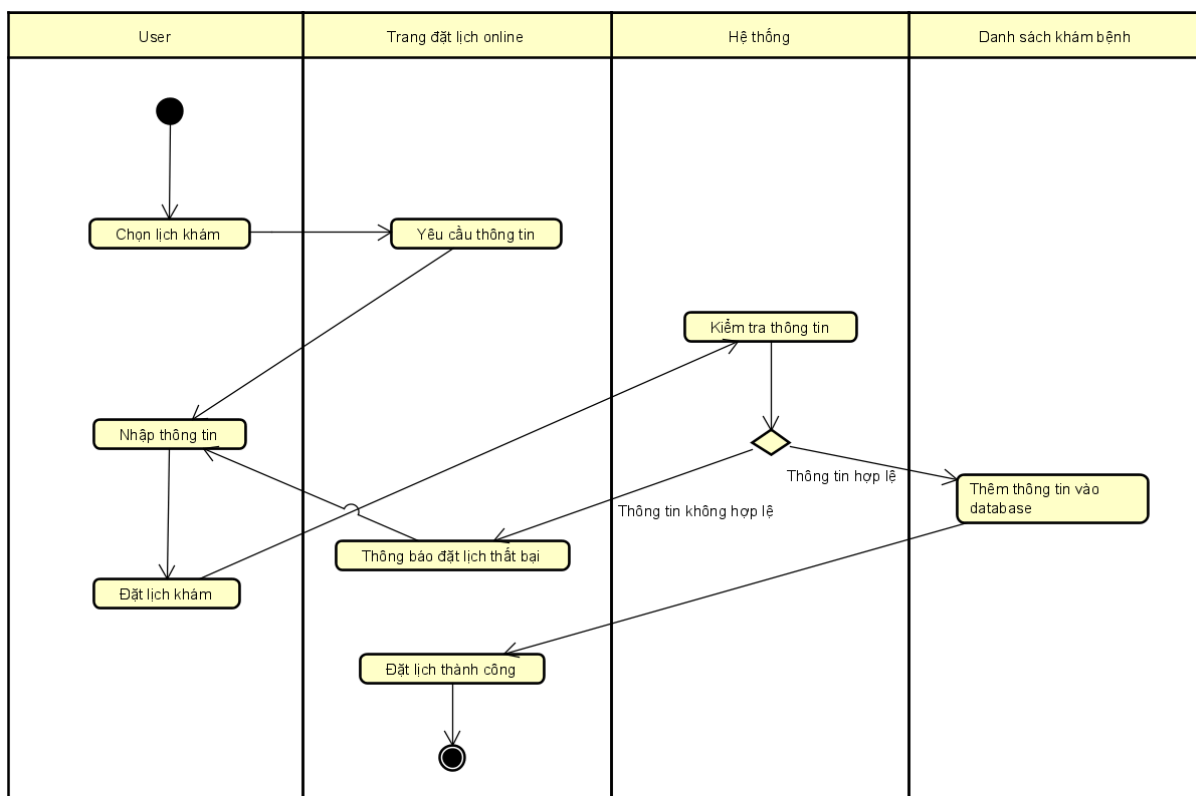 User
Trang đặt lịch online
Hệ thống
Danh sách khám bệnh
Chọn lịch khám
Yêu cầu thông tin
Kiểm tra thông tin
Nhập thông tin
Thông tin hợp lệ
Thêm thông tin vào
database
Thông tin không hợp lệ
Thông báo đặt lịch thất bại
Đặt lịch khám
Đặt lịch thành công